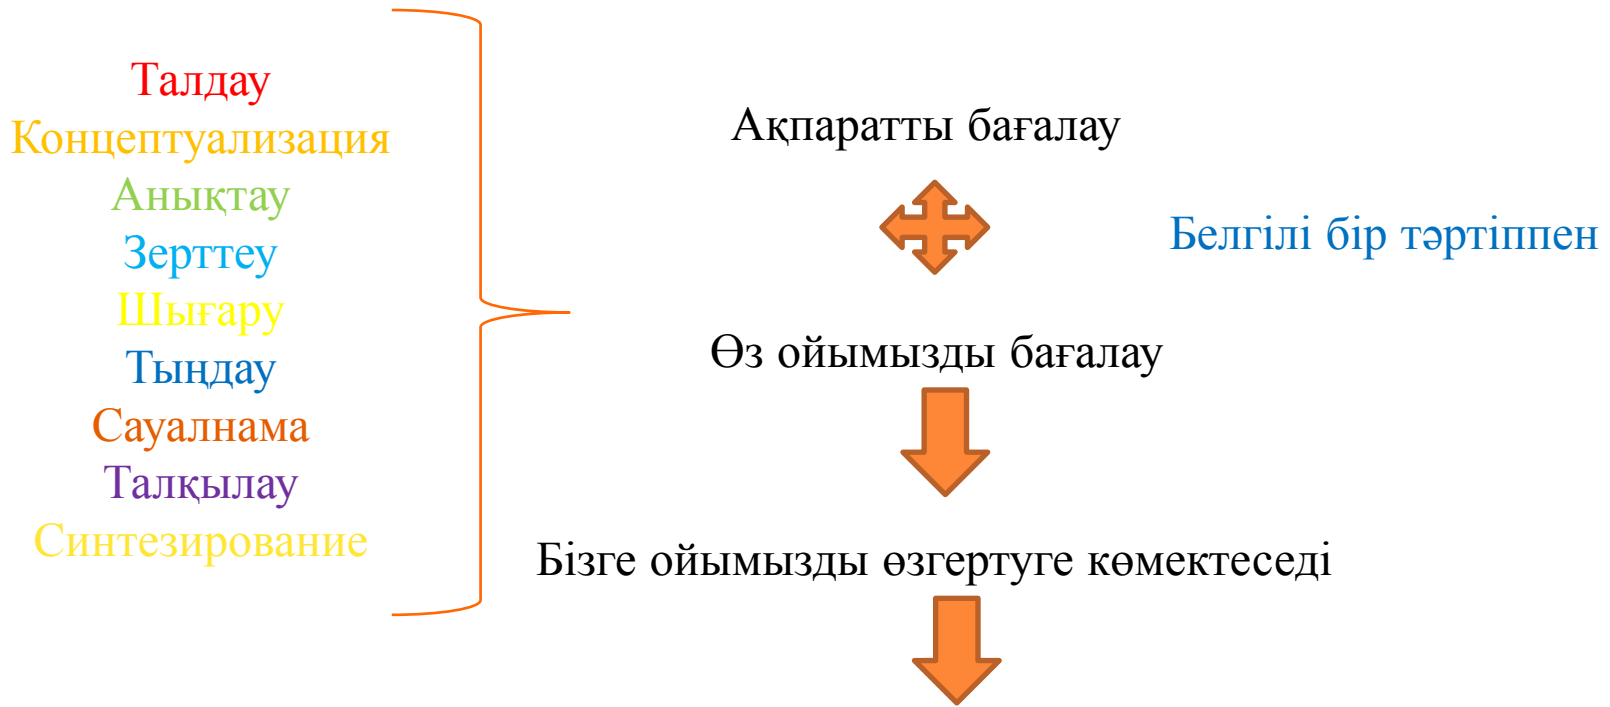 Талдау
Концептуализация
Анықтау
Зерттеу
Шығару
Тыңдау
Сауалнама
Талқылау
Синтезирование
Ақпаратты бағалау
Белгілі бір тәртіппен
Өз ойымызды бағалау
Бізге ойымызды өзгертуге көмектеседі